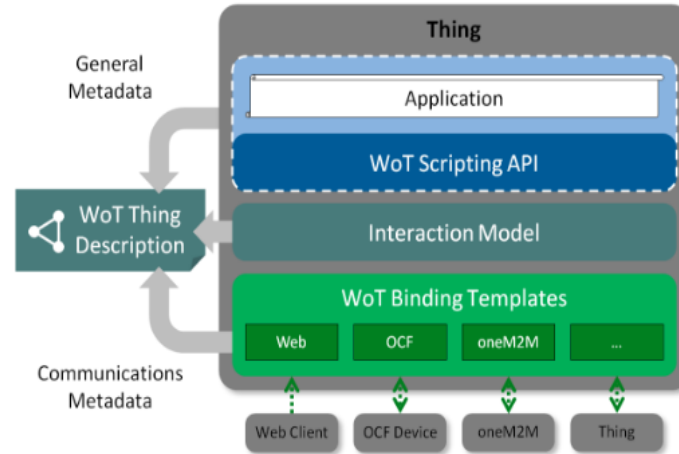 Thing
General
Metadata
Application
WoT Scripting API
WoT Thing
Description
Interaction Model
WoT Binding Templates
Web
OCF
oneM2M
...
Communications
Metadata
Web Client
OCF Device
oneM2M
Thing